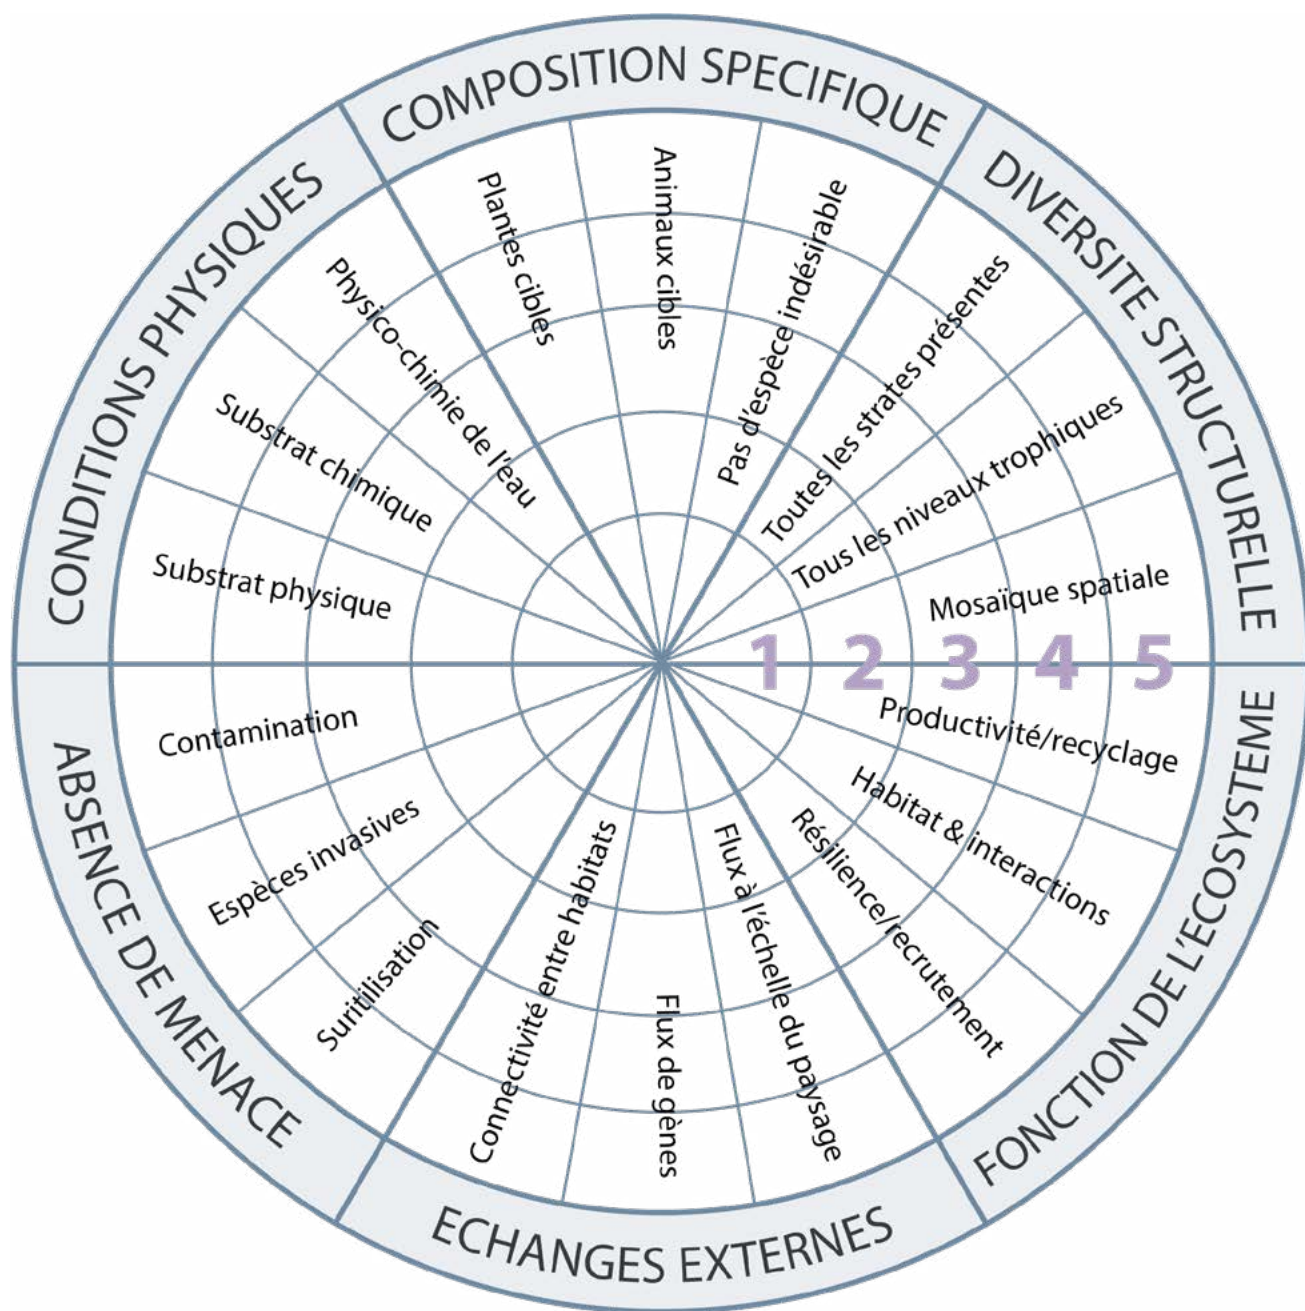 COMPOSITION SPECIFIQUE
Plantes cibles
Animaux cibles
Pas d'espèce indésirable
DIVERSITE STRUCTURELLE
Toutes les strates présentes
Tous les niveaux trophiques
Mosaïque spatiale
1 2 3 4 5
FONCTION DE L'ECOSYSTEME
Productivité/recyclage
Habitat & interactions
Résilience/recrutement
ECHANGES EXTERNES
Flux à l'échelle du paysage
Flux de gènes
Connectivité entre habitats
ABSENCE DE MENACE
Suritilisation
Espèces invasives
Contamination
CONDITIONS PHYSIQUES
Substrat physique
Substrat chimique
Physico-chimie de l'eau